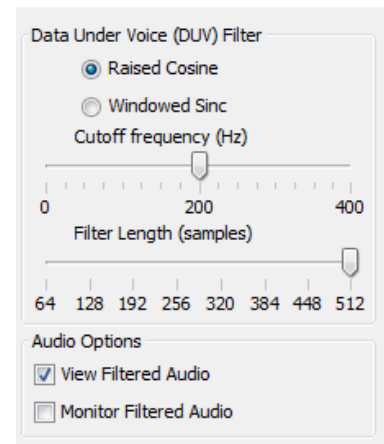 Data Under Voice (DUV) Filter
Raised Cosine
Windowed Sinc
Cutoff frequency (Hz)
0 200 400
Filter Length (samples)
64 128 192 256 320 384 448 512
Audio Options
View Filtered Audio
Monitor Filtered Audio